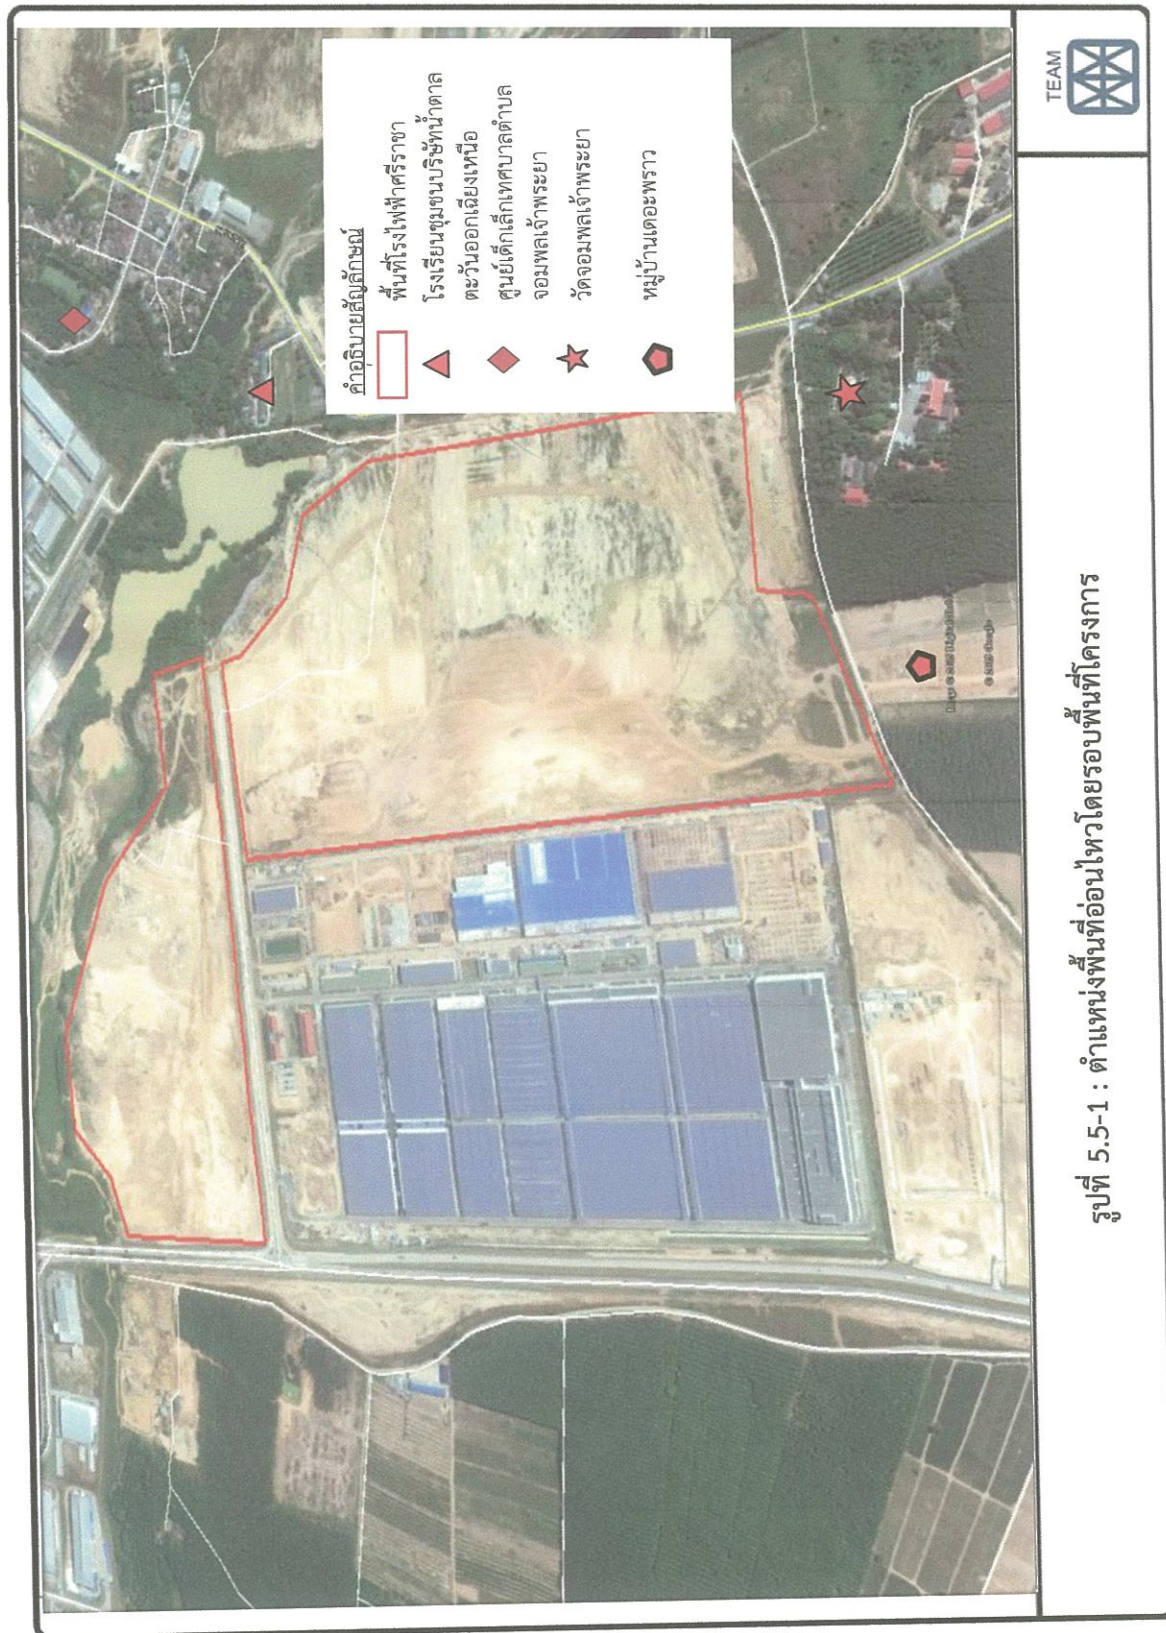 คำอธิบายสัญลักษณ์
พื้นที่โรงไฟฟ้าศรีราชา
โรงเรียนชุมชนบริษัทน้ำตาล
ตะวันออกเฉียงเหนือ
ศูนย์เด็กเล็กเทศบาลตำบล
จอมพลเจ้าพระยา
วัดจอมพลเจ้าพระยา
หมู่บ้านเดอะพราว
รูปที่ 5.5-1 : ตำแหน่งพื้นที่อ่อนไหวโดยรอบพื้นที่โครงการ
TEAM